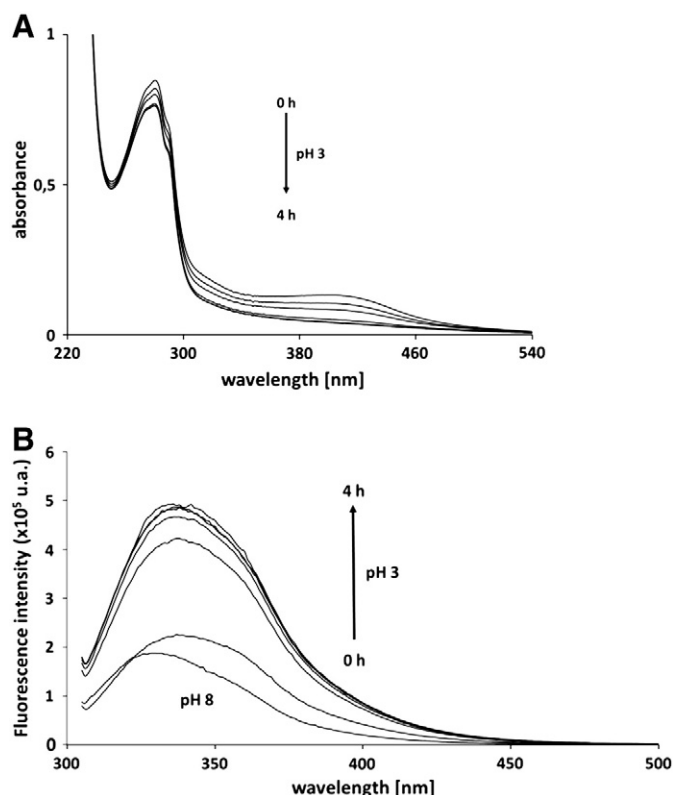 A
1
0,5
0
absorbance
0 h
pH 3
4 h
220 300 380 460 540
wavelength [nm]
B
6
5
4
3
2
1
0
Fluorescence intensity (x10⁵ u.a.)
4 h
pH 3
0 h
pH 8
300 350 400 450 500
wavelength [nm]